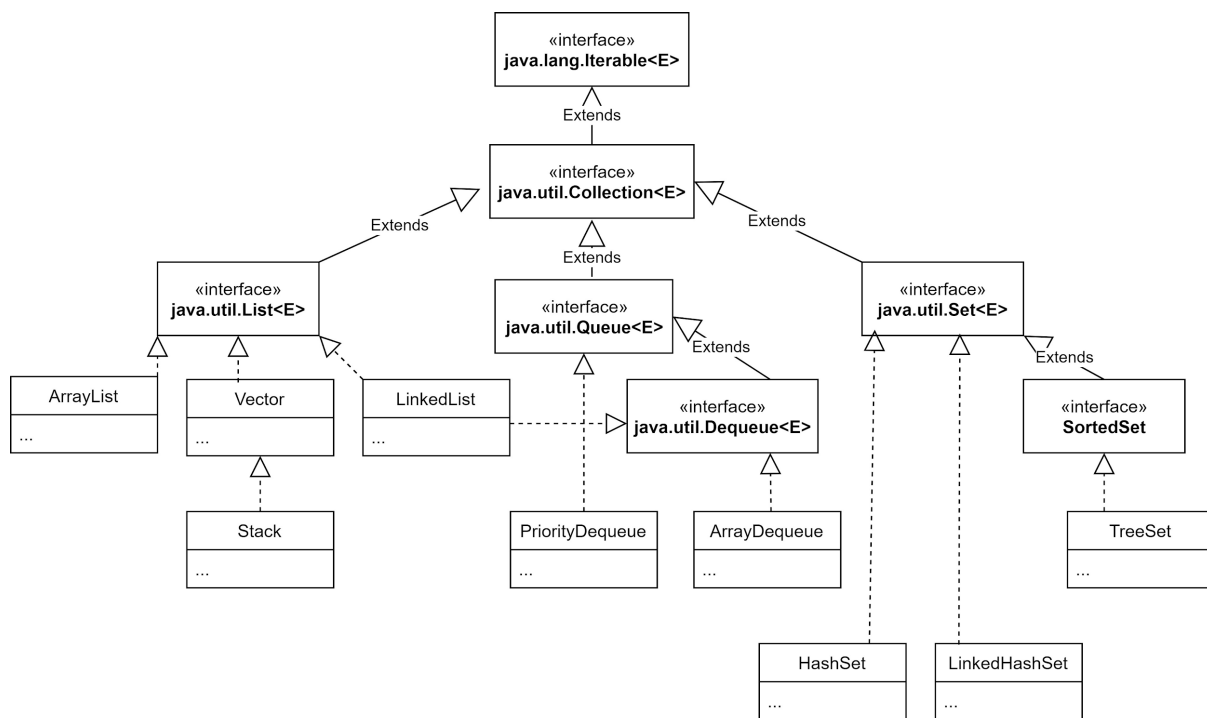 «interface»
java.lang.Iterable<E>
Extends
«interface»
java.util.Collection<E>
Extends
Extends
Extends
«interface»
java.util.List<E>
«interface»
java.util.Queue<E>
«interface»
java.util.Set<E>
Extends
Extends
ArrayList
...
Vector
...
LinkedList
...
«interface»
java.util.Dequeue<E>
«interface»
SortedSet
Stack
...
PriorityDequeue
...
ArrayDequeue
...
TreeSet
...
HashSet
...
LinkedHashSet
...